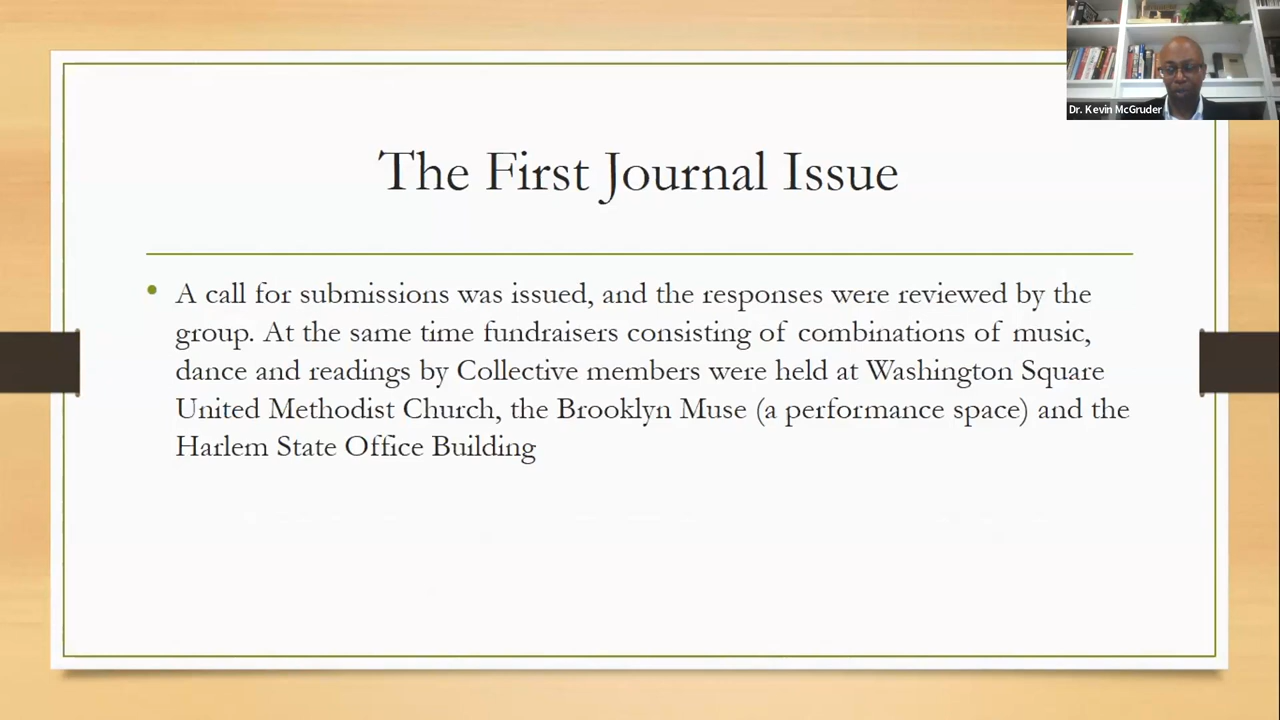 Dr. Kevin McGruder
The First Journal Issue
• A call for submissions was issued, and the responses were reviewed by the
group. At the same time fundraisers consisting of combinations of music,
dance and readings by Collective members were held at Washington Square
United Methodist Church, the Brooklyn Muse (a performance space) and the
Harlem State Office Building